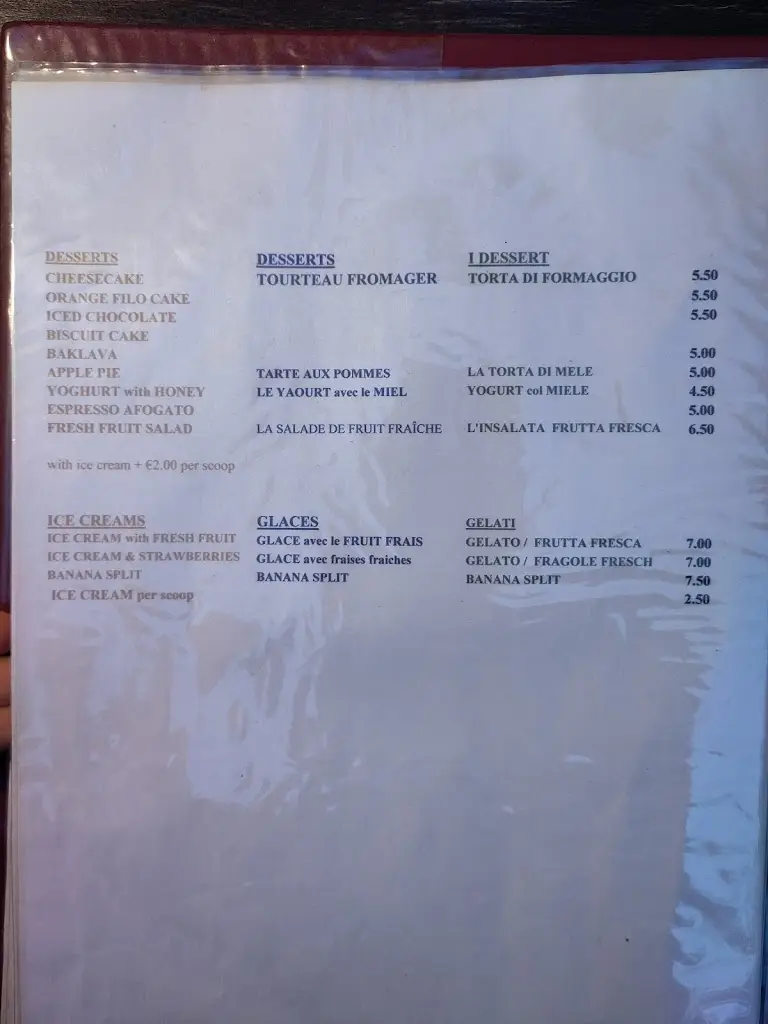 DESSERTS DESSERTS I DESSERT
CHEESECAKE TOURTEAU FROMAGER TORTA DI FORMAGGIO 5.50
ORANGE FILO CAKE 5.50
ICED CHOCOLATE 5.50
BISCUIT CAKE
BAKLAVA 5.00
APPLE PIE TARTE AUX POMMES LA TORTA DI MELE 5.00
YOGHURT with HONEY LE YAOURT avec le MIEL YOGURT col MIELE 4.50
ESPRESSO AFOGATO 5.00
FRESH FRUIT SALAD LA SALADE DE FRUIT FRAÎCHE L'INSALATA FRUTTA FRESCA 6.50
with ice cream + €2.00 per scoop
ICE CREAMS GLACES GELATI
ICE CREAM with FRESH FRUIT GLACE avec le FRUIT FRAIS GELATO / FRUTTA FRESCA 7.00
ICE CREAM & STRAWBERRIES GLACE avec fraises fraiches GELATO / FRAGOLE FRESCH 7.00
BANANA SPLIT BANANA SPLIT BANANA SPLIT 7.50
ICE CREAM per scoop 2.50